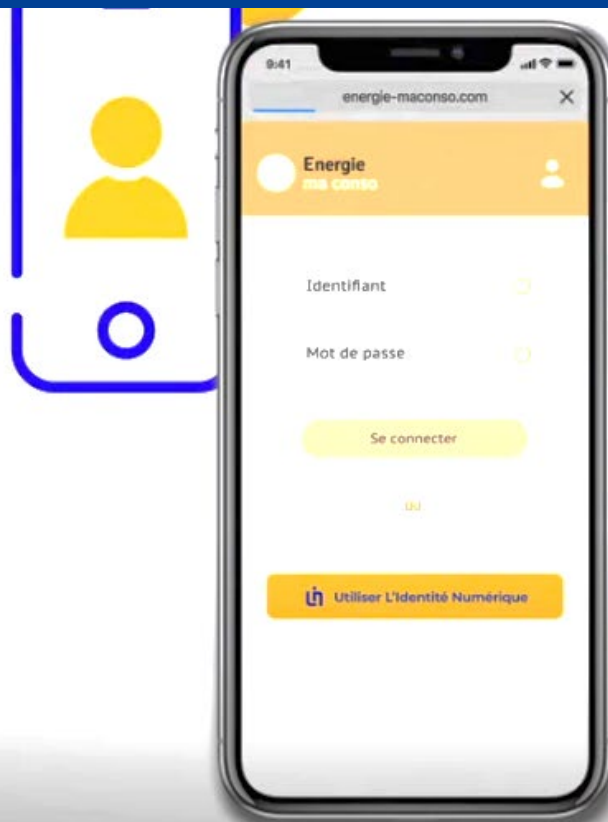 9:41
energie-maconso.com
Energie
ma conso
Identifiant
Mot de passe
Se connecter
ou
Utiliser L'Identité Numérique